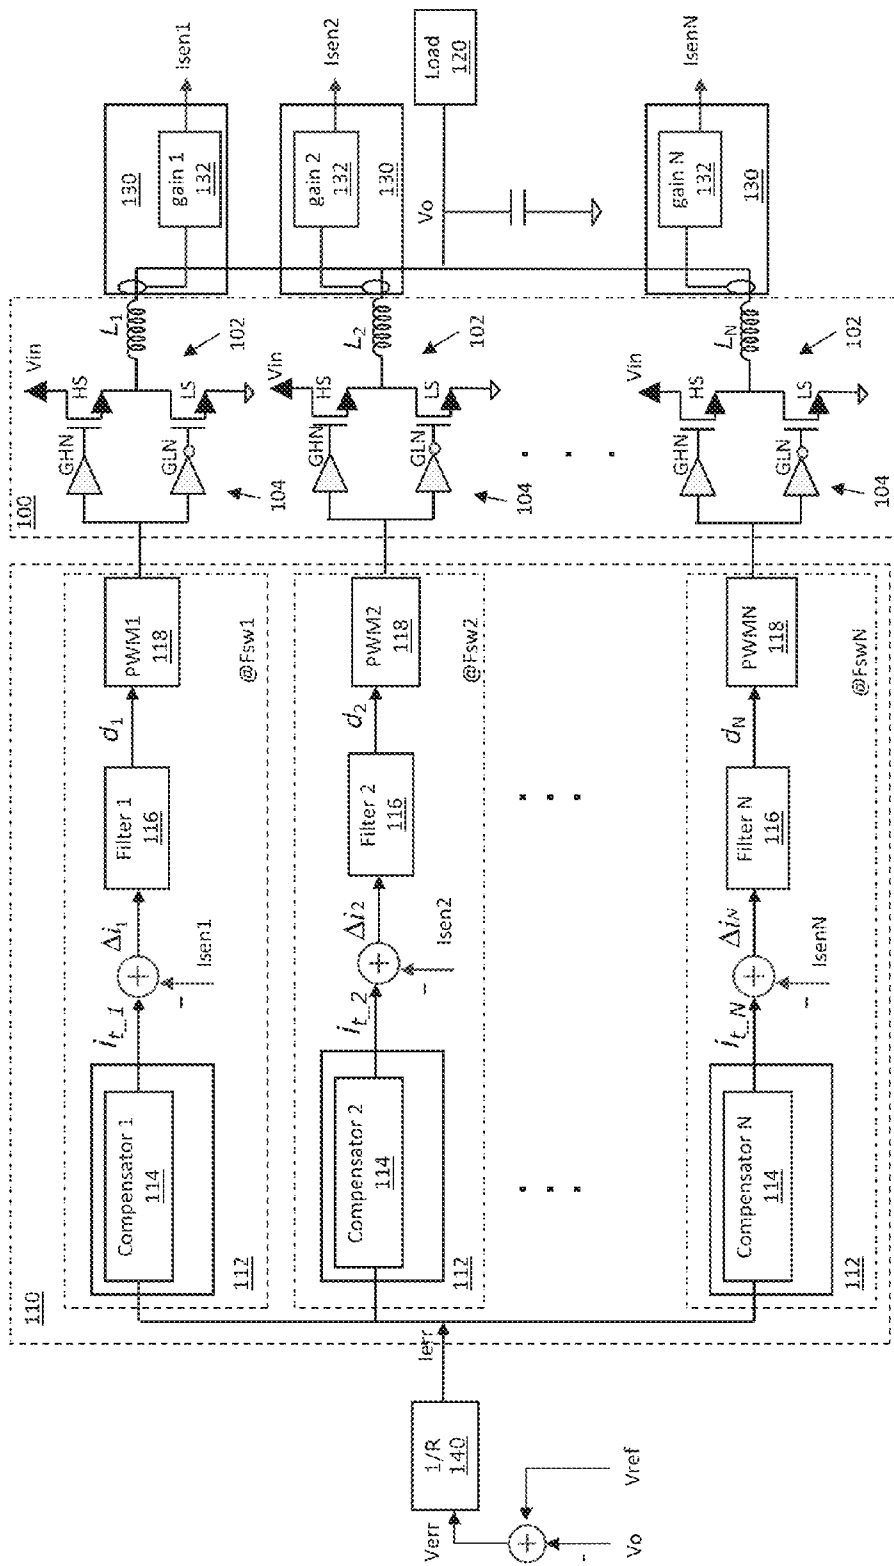 Vo
Vref
-
+
Verr
1/R
140
Ierr
110
112
Compensator 1
114
i_t_1
+
-
Isen1
Δi1
Filter 1
116
d1
PWM1
118
@Fsw1
112
Compensator 2
114
i_t_2
+
-
Isen2
Δi2
Filter 2
116
d2
PWM2
118
@Fsw2
112
Compensator N
114
i_t_N
+
-
IsenN
ΔiN
Filter N
116
dN
PWMN
118
@FswN
100
104
GHN
GLN
Vin
HS
LS
102
L1
104
GHN
GLN
Vin
HS
LS
102
L2
104
GHN
GLN
Vin
HS
LS
102
LN
130
gain 1
132
Isen1
130
gain 2
132
Isen2
Vo
Load
120
130
gain N
132
IsenN